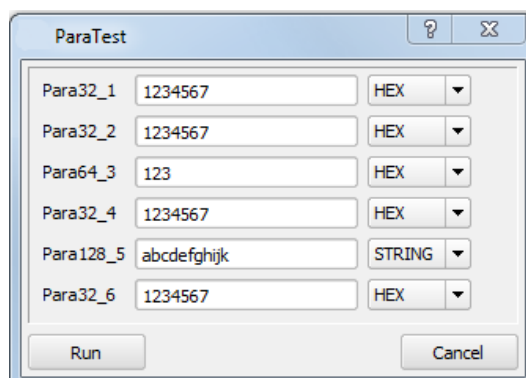 ParaTest
Para32_1 1234567 HEX
Para32_2 1234567 HEX
Para64_3 123 HEX
Para32_4 1234567 HEX
Para128_5 abcdefghijk STRING
Para32_6 1234567 HEX
Run Cancel